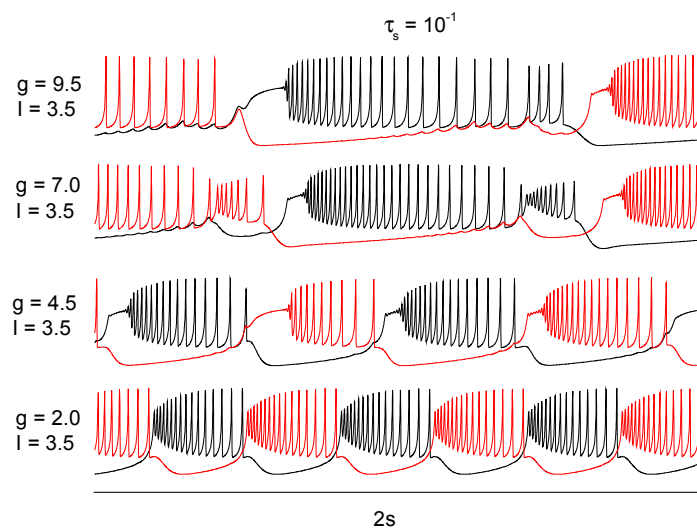 τs = 10-1
g = 9.5
I = 3.5
g = 7.0
I = 3.5
g = 4.5
I = 3.5
g = 2.0
I = 3.5
2s